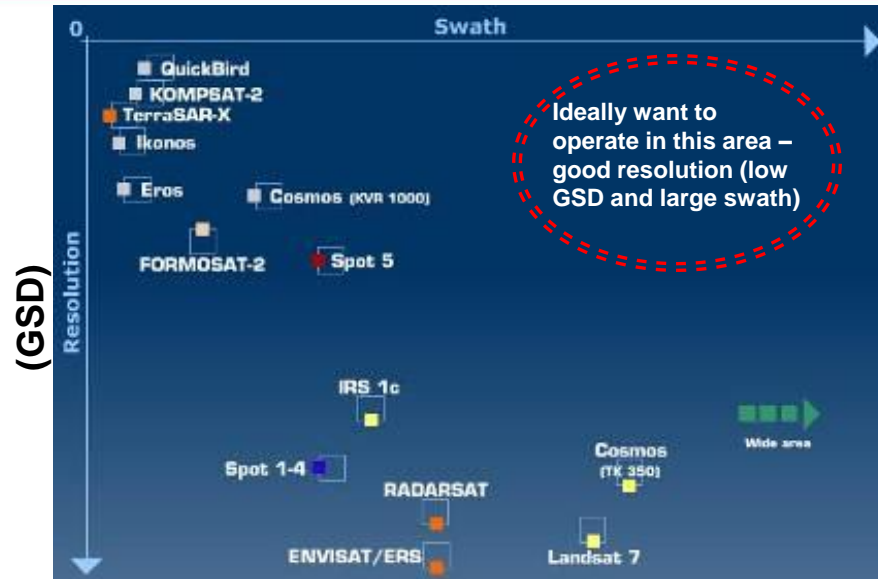 0
Swath
QuickBird
KOMPSAT-2
TerraSAR-X
Ikonos
Eros
Cosmos (KVR 1000)
FORMOSAT-2
Spot 5
Ideally want to
operate in this area –
good resolution (low
GSD and large swath)
(GSD)
Resolution
IRS 1c
Spot 1-4
RADARSAT
ENVISAT/ERS
Cosmos
(TK 350)
Landsat 7
Wide area